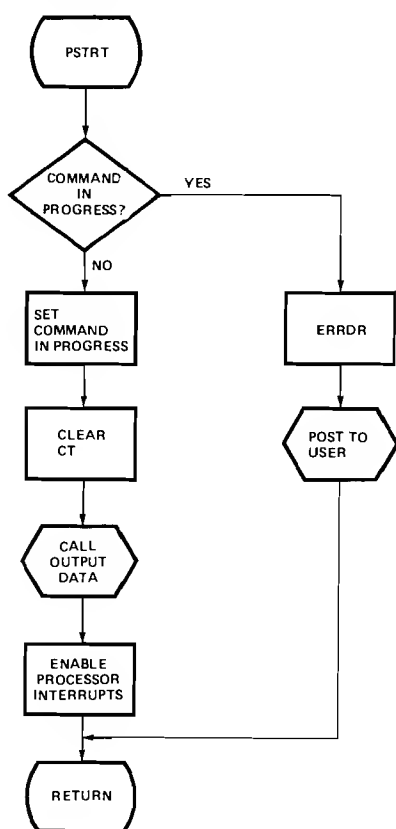 PSTRT
COMMAND
IN
PROGRESS?
YES
NO
SET
COMMAND
IN PROGRESS
ERRDR
CLEAR
CT
POST TO
USER
CALL
OUTPUT
DATA
ENABLE
PROCESSOR
INTERRUPTS
RETURN